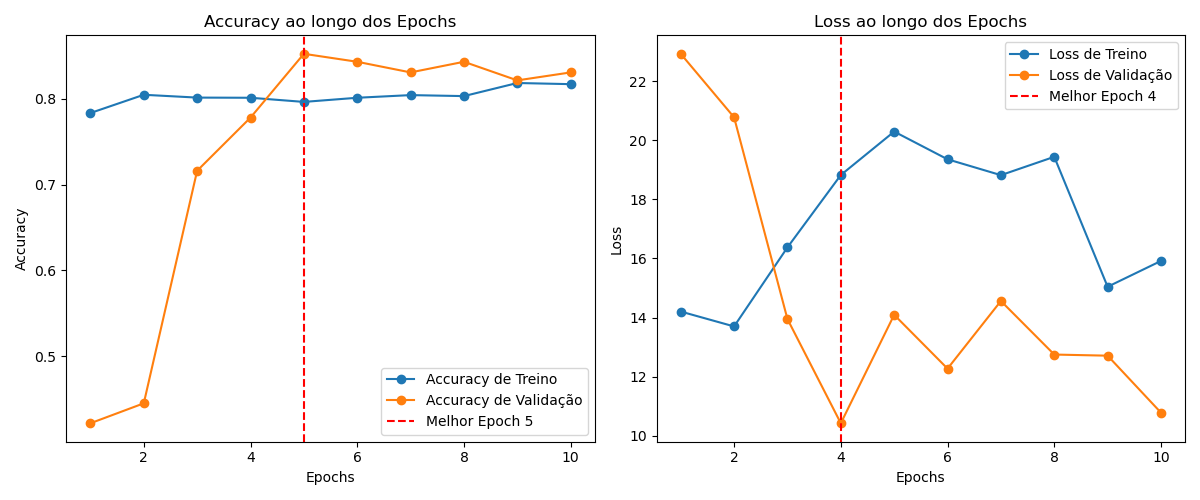 Accuracy ao longo dos Epochs
Accuracy
0.8
0.7
0.6
0.5
2 4 6 8 10
Epochs
Accuracy de Treino
Accuracy de Validação
Melhor Epoch 5
Loss ao longo dos Epochs
Loss
22
20
18
16
14
12
10
2 4 6 8 10
Epochs
Loss de Treino
Loss de Validação
Melhor Epoch 4